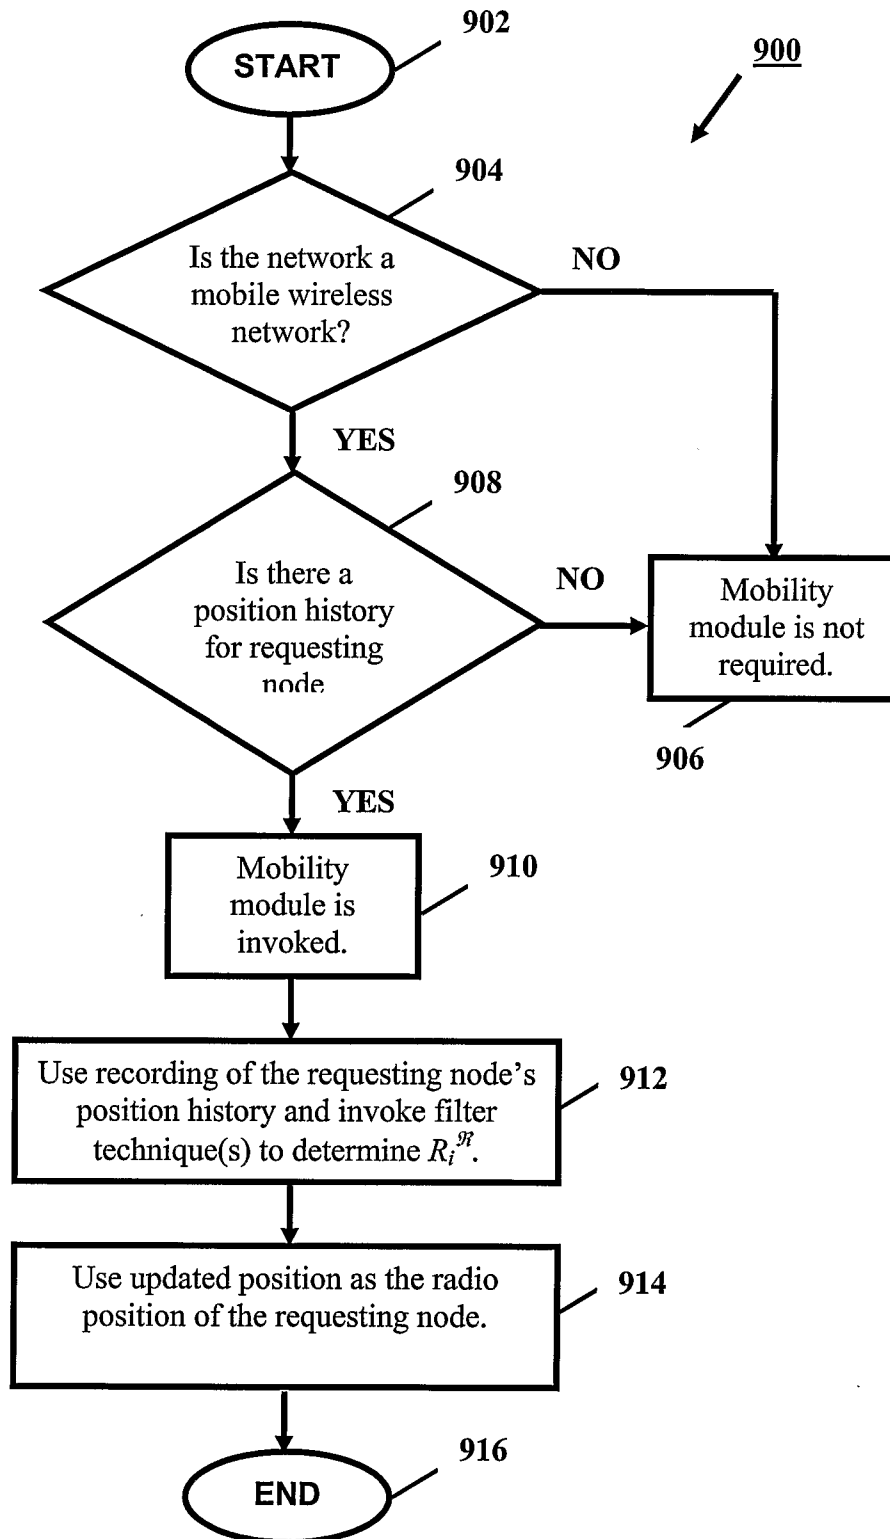 902
START
900
904
Is the network a
mobile wireless
network?
NO
YES
908
Is there a
position history
for requesting
node
NO
Mobility
module is not
required.
906
YES
Mobility
module is
invoked.
910
Use recording of the requesting node’s
position history and invoke filter
technique(s) to determine R_i^ℜ.
912
Use updated position as the radio
position of the requesting node.
914
END
916